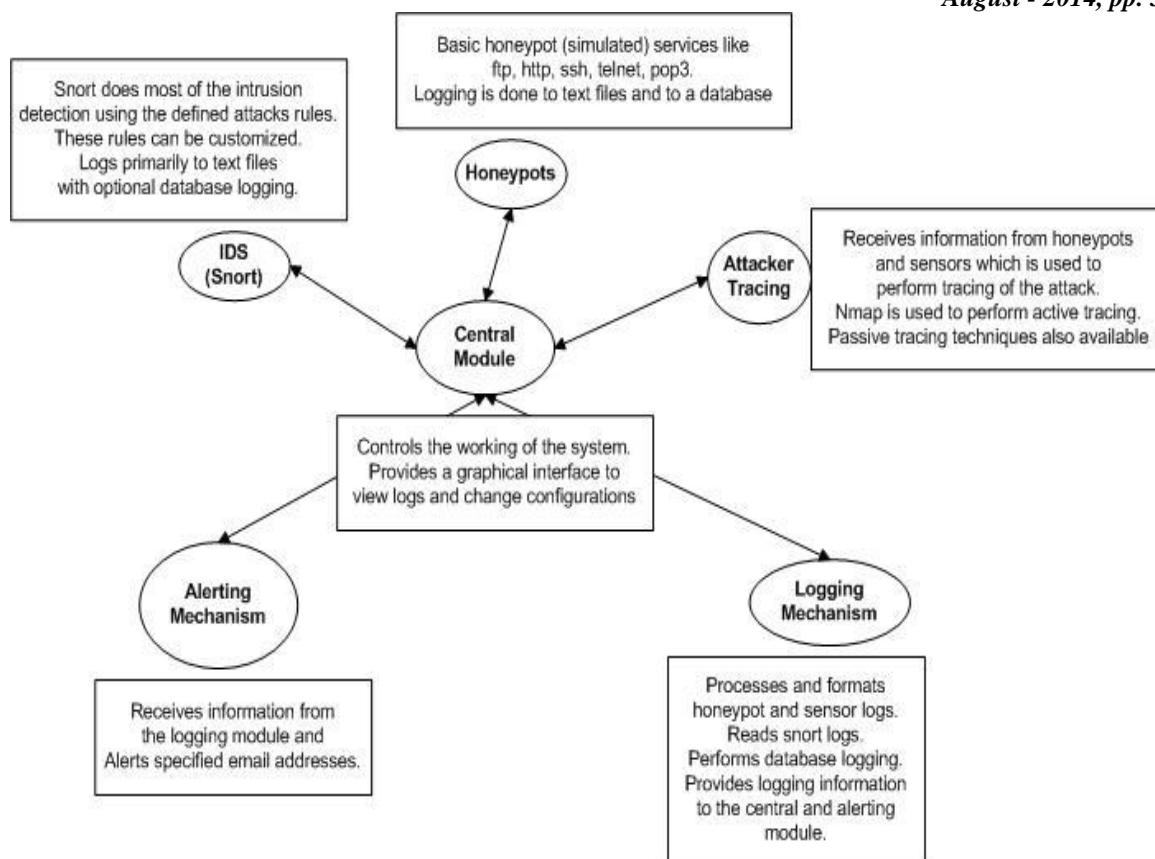 August - 2014, pp.
Basic honeypot (simulated) services like
ftp, http, ssh, telnet, pop3.
Logging is done to text files and to a database
Snort does most of the intrusion
detection using the defined attacks rules.
These rules can be customized.
Logs primarily to text files
with optional database logging.
Honeypots
IDS
(Snort)
Attacker
Tracing
Receives information from honeypots
and sensors which is used to
perform tracing of the attack.
Nmap is used to perform active tracing.
Passive tracing techniques also available
Central
Module
Controls the working of the system.
Provides a graphical interface to
view logs and change configurations
Alerting
Mechanism
Logging
Mechanism
Receives information from
the logging module and
Alerts specified email addresses.
Processes and formats
honeypot and sensor logs.
Reads snort logs.
Performs database logging.
Provides logging information
to the central and alerting
module.